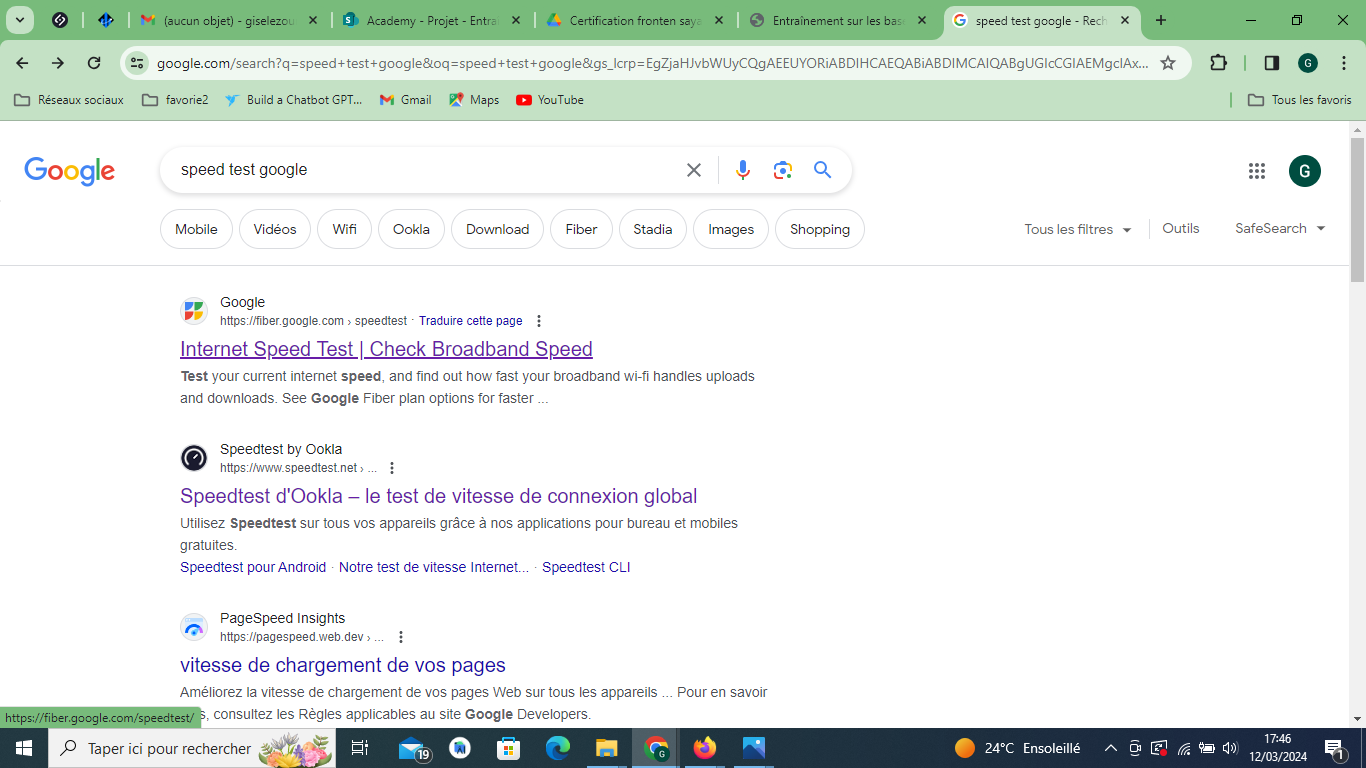 (aucun objet) - giselezou
Academy - Projet - Entra
Certification fronten saya
Entraînement sur les bas
speed test google - Rech
google.com/search?q=speed+test+google&oq=speed+test+google&gs_lcrp=EgZjaHJvbWUyCQgAEEUYORiABDIHCAEQABiABDIMCAIQABgUGIcCGIAEMgcIAx...
Réseaux sociaux
favorie2
Build a Chatbot GPT...
Gmail
Maps
YouTube
Tous les favoris
Google
speed test google
G
Mobile
Vidéos
Wifi
Ookla
Download
Fiber
Stadia
Images
Shopping
Tous les filtres
Outils
SafeSearch
Google
https://fiber.google.com › speedtest · Traduire cette page
Internet Speed Test | Check Broadband Speed
Test your current internet speed, and find out how fast your broadband wi-fi handles uploads
and downloads. See Google Fiber plan options for faster ...
Speedtest by Ookla
https://www.speedtest.net › ...
Speedtest d'Ookla – le test de vitesse de connexion global
Utilisez Speedtest sur tous vos appareils grâce à nos applications pour bureau et mobiles
gratuites.
Speedtest pour Android · Notre test de vitesse Internet... · Speedtest CLI
PageSpeed Insights
https://pagespeed.web.dev › ...
vitesse de chargement de vos pages
Améliorez la vitesse de chargement de vos pages Web sur tous les appareils ... Pour en savoir
s, consultez les Règles applicables au site Google Developers.
https://fiber.google.com/speedtest/
Taper ici pour rechercher
19
G
24°C Ensoleillé
17:46
12/03/2024
1